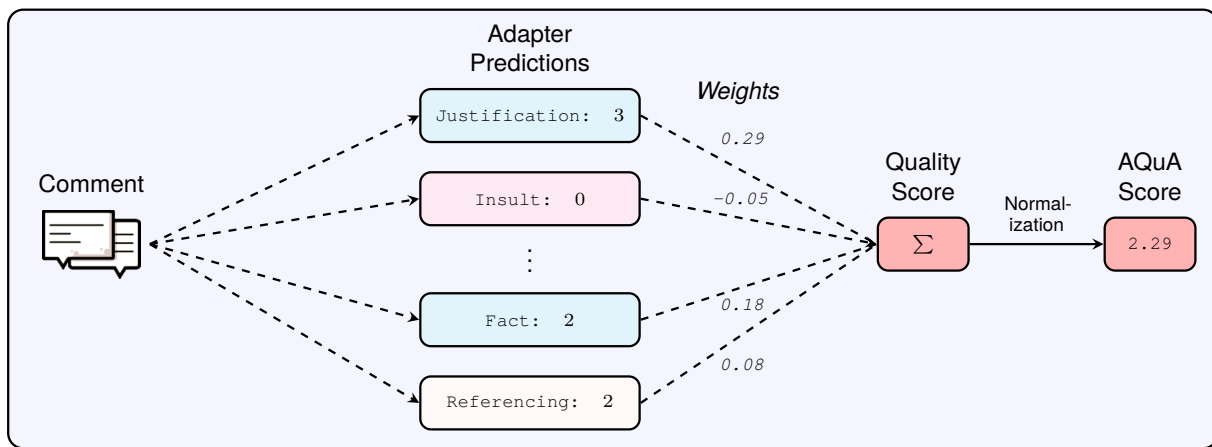 Adapter
Predictions
Weights
Justification: 3
0.29
Comment
Insult: 0
-0.05
Quality
Score
AQuA
Score
Σ
Normal-
ization
2.29
⋮
Fact: 2
0.18
Referencing: 2
0.08